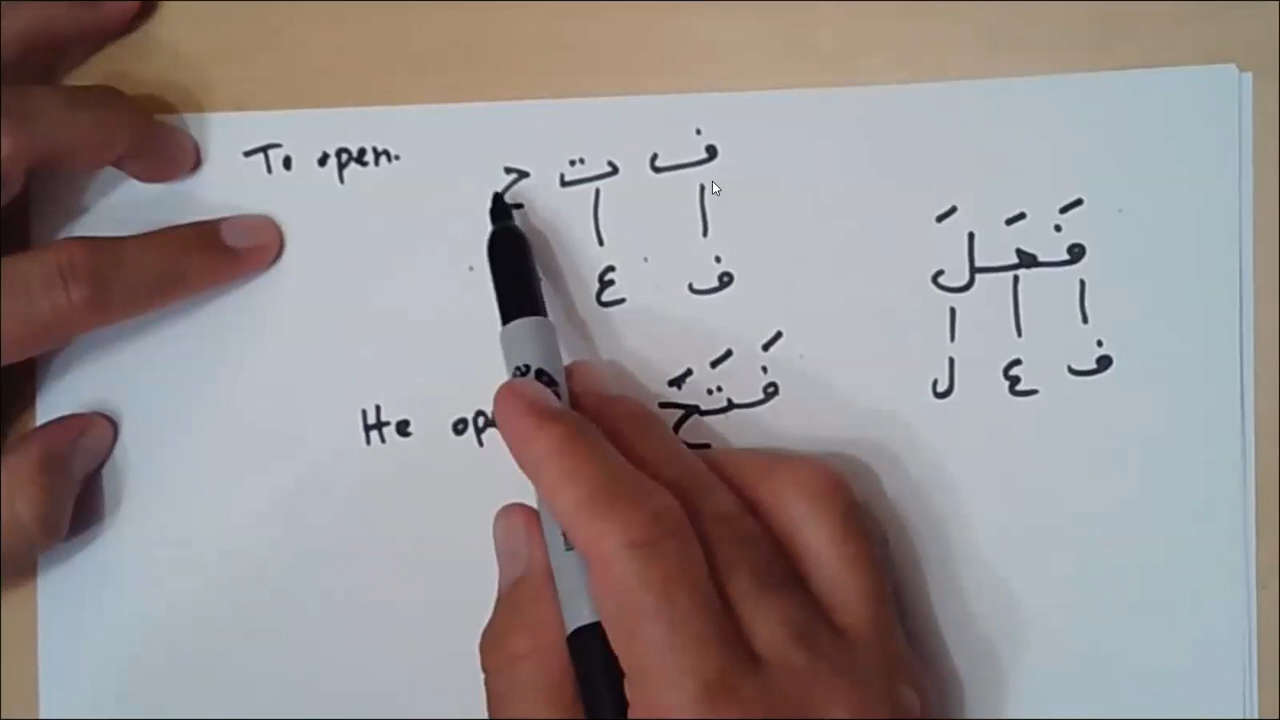 To open. ف ت ح
ف ع
فَعَلَ
ف ع ل
He
فَتَحَ